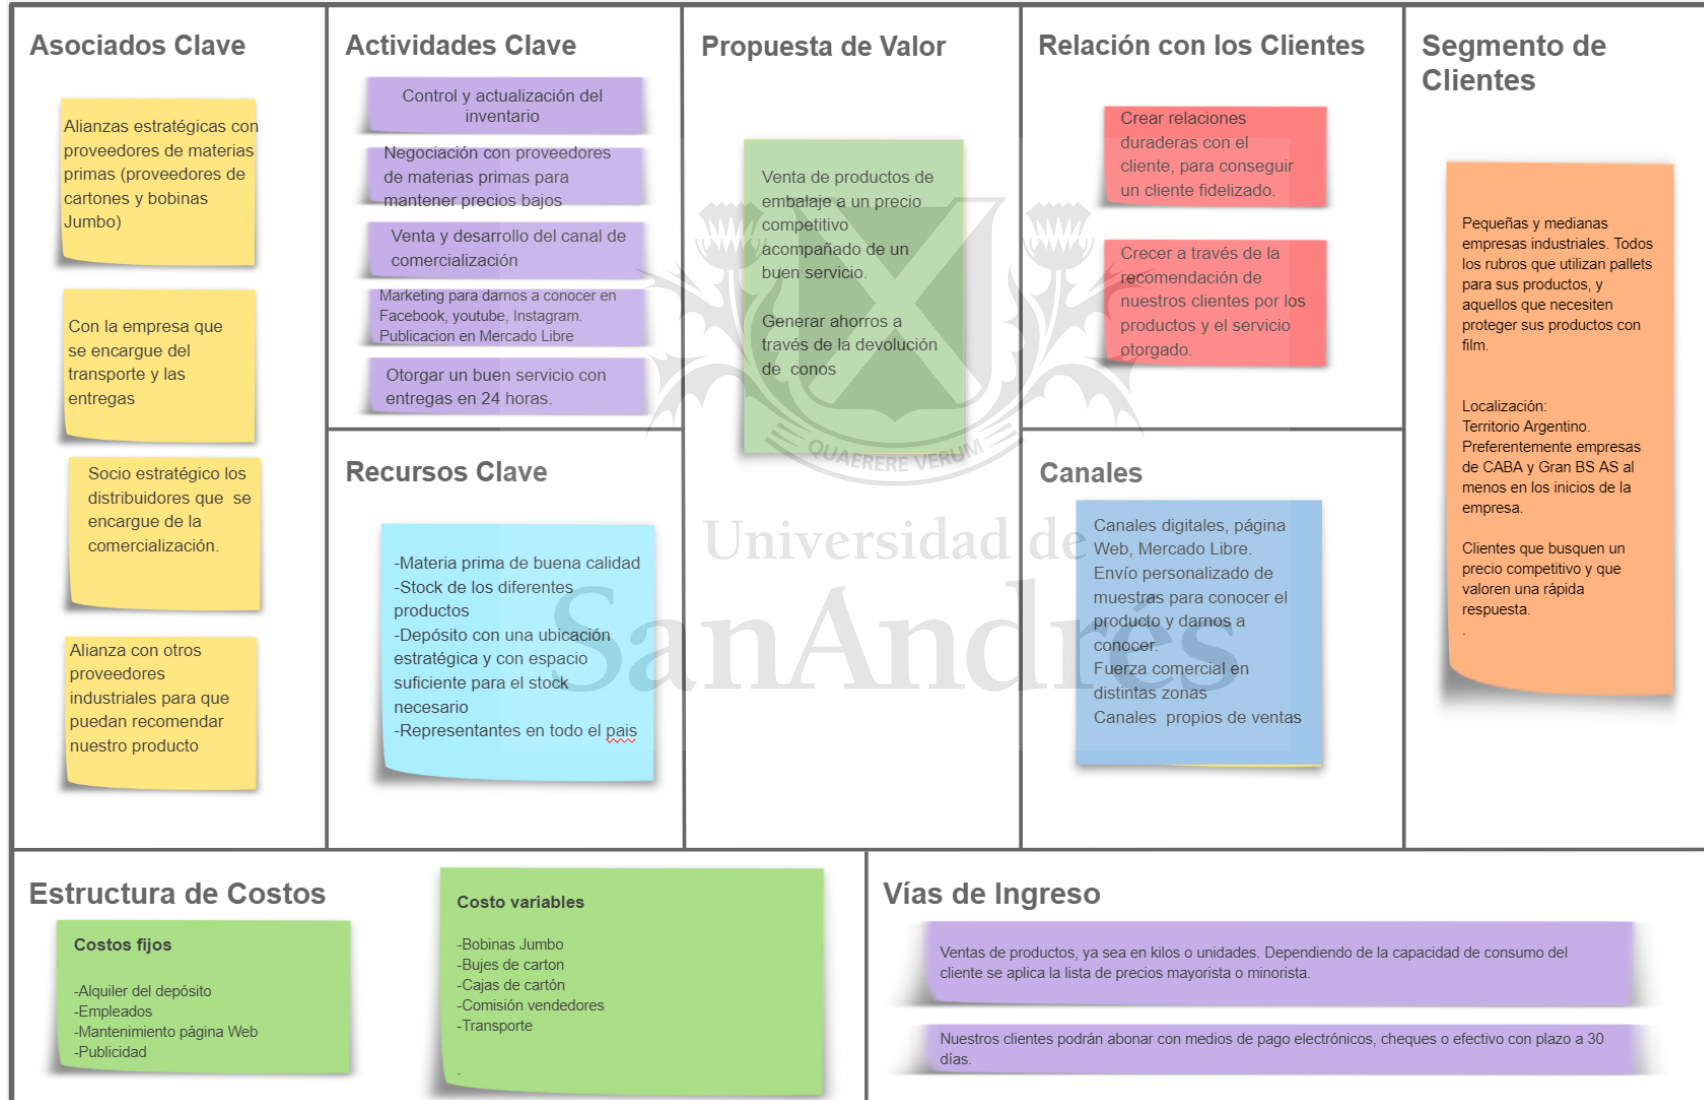 Asociados Clave
Alianzas estratégicas con
proveedores de materias
primas (proveedores de
cartones y bobinas
Jumbo)
Con la empresa que
se encargue del
transporte y las
entregas
Socio estratégico los
distribuidores que se
encargue de la
comercialización.
Alianza con otros
proveedores
industriales para que
puedan recomendar
nuestro producto
Actividades Clave
Control y actualización del
inventario
Negociación con proveedores
de materias primas para
mantener precios bajos
Venta y desarrollo del canal de
comercialización
Marketing para darnos a conocer en
Facebook, youtube, Instagram.
Publicacion en Mercado Libre
Otorgar un buen servicio con
entregas en 24 horas.
Recursos Clave
-Materia prima de buena calidad
-Stock de los diferentes
productos
-Depósito con una ubicación
estratégica y con espacio
suficiente para el stock
necesario
-Representantes en todo el pais
Propuesta de Valor
Venta de productos de
embalaje a un precio
competitivo
acompañado de un
buen servicio.
Generar ahorros a
través de la devolución
de conos
QUAERERE VERUM
Universidad de
SanAndrés
Relación con los Clientes
Crear relaciones
duraderas con el
cliente, para conseguir
un cliente fidelizado.
Crecer a través de la
recomendación de
nuestros clientes por los
productos y el servicio
otorgado.
Canales
Canales digitales, página
Web, Mercado Libre.
Envío personalizado de
muestras para conocer el
producto y darnos a
conocer.
Fuerza comercial en
distintas zonas
Canales propios de ventas
Segmento de
Clientes
Pequeñas y medianas
empresas industriales. Todos
los rubros que utilizan pallets
para sus productos, y
aquellos que necesiten
proteger sus productos con
film.
Localización:
Territorio Argentino.
Preferentemente empresas
de CABA y Gran BS AS al
menos en los inicios de la
empresa.
Clientes que busquen un
precio competitivo y que
valoren una rápida
respuesta.
.
Estructura de Costos
Costos fijos
-Alquiler del depósito
-Empleados
-Mantenimiento página Web
-Publicidad
Costo variables
-Bobinas Jumbo
-Bujes de carton
-Cajas de cartón
-Comisión vendedores
-Transporte
.
Vías de Ingreso
Ventas de productos, ya sea en kilos o unidades. Dependiendo de la capacidad de consumo del
cliente se aplica la lista de precios mayorista o minorista.
Nuestros clientes podrán abonar con medios de pago electrónicos, cheques o efectivo con plazo a 30
días.